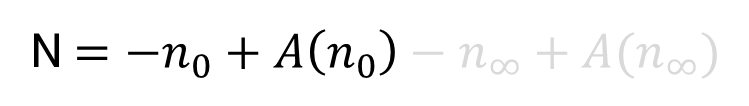 N = −n₀ + A(n₀) − n∞ + A(n∞)